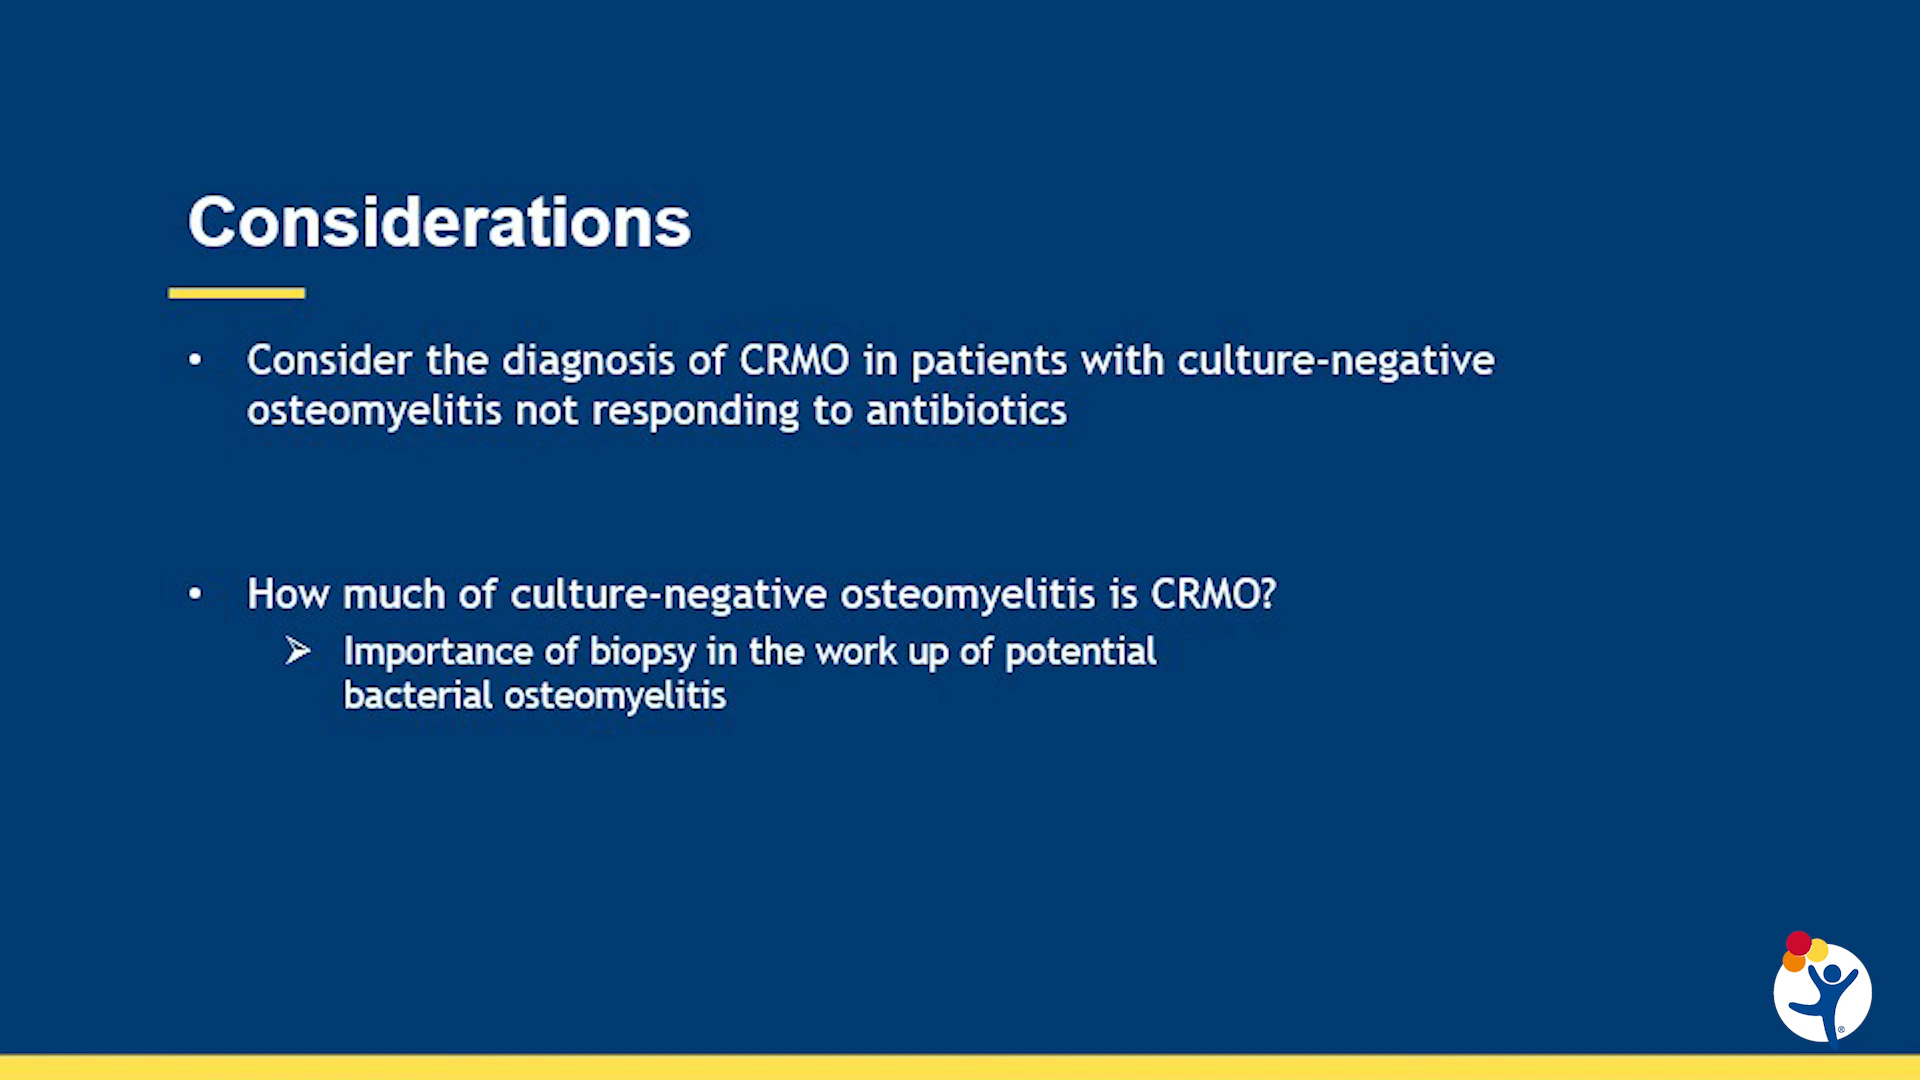 Considerations
• Consider the diagnosis of CRMO in patients with culture-negative
osteomyelitis not responding to antibiotics
• How much of culture-negative osteomyelitis is CRMO?
➢ Importance of biopsy in the work up of potential
bacterial osteomyelitis
®